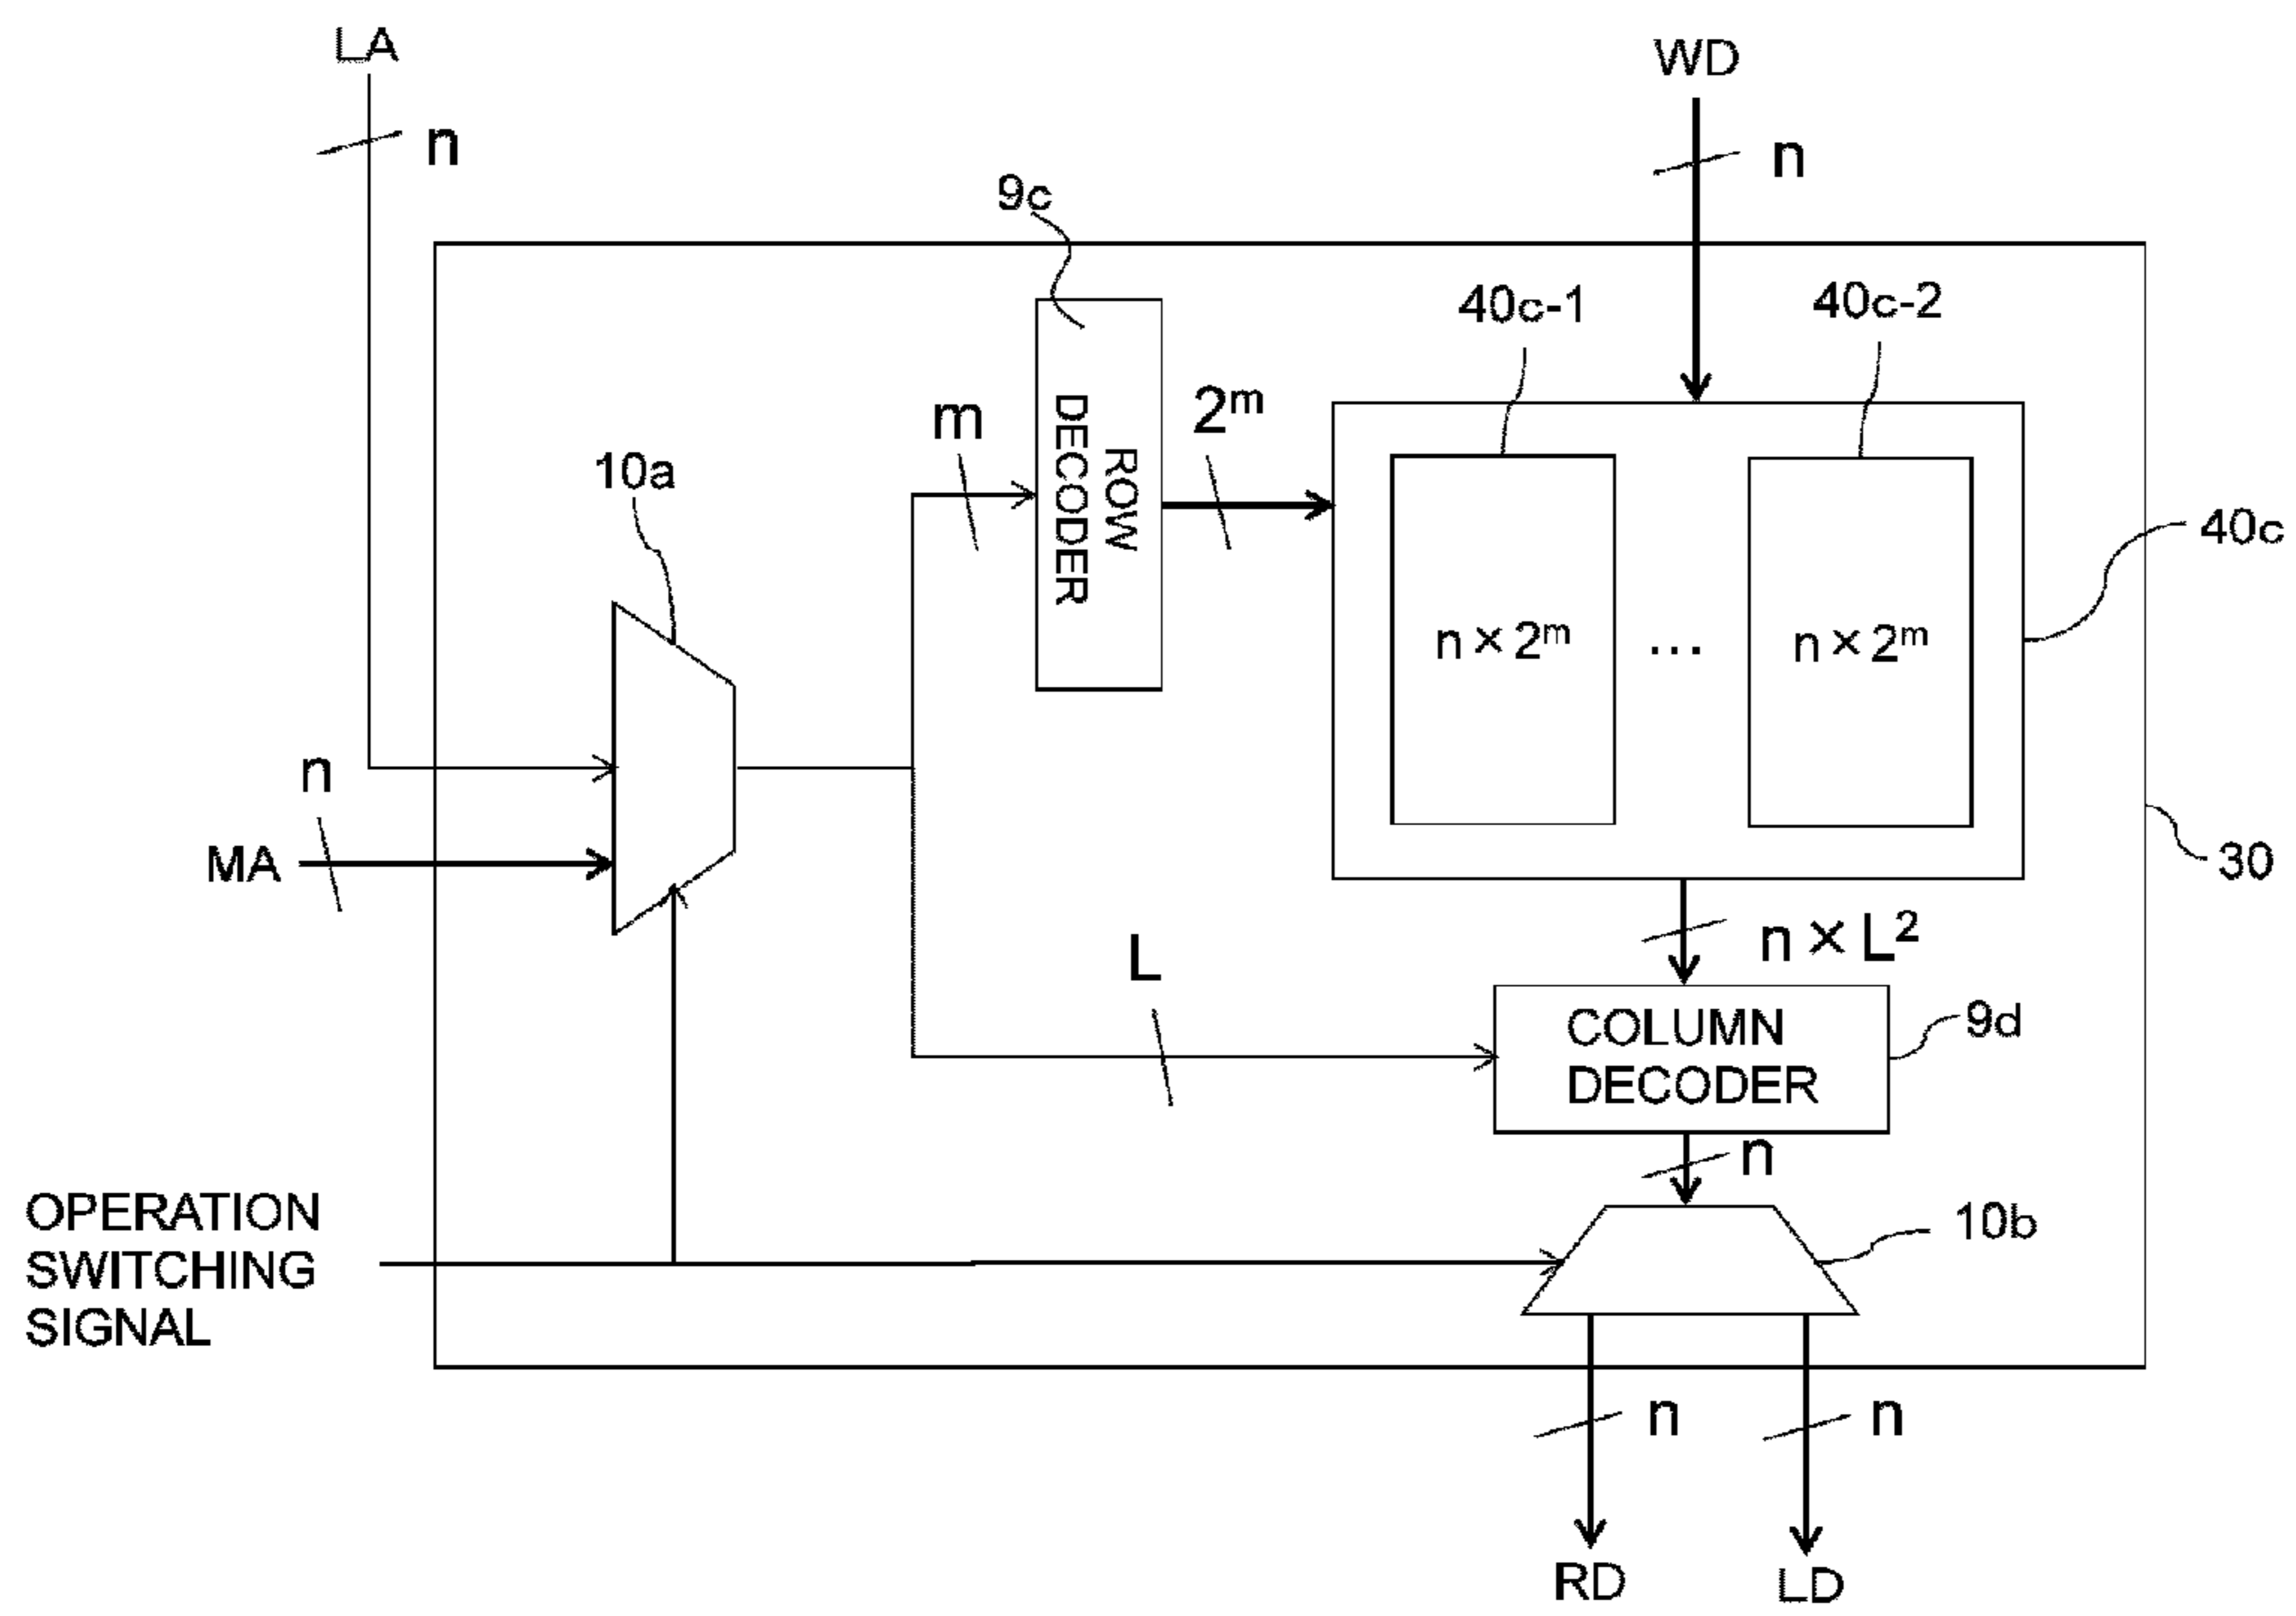 LA
WD
n
n
9c
40c-1
40c-2
2ᵐ
m
10a
ROW
DECODER
40c
n×2ᵐ
...
n×2ᵐ
n
MA
30
n×L²
L
COLUMN
DECODER
9d
n
OPERATION
SWITCHING
SIGNAL
10b
n
n
RD
LD